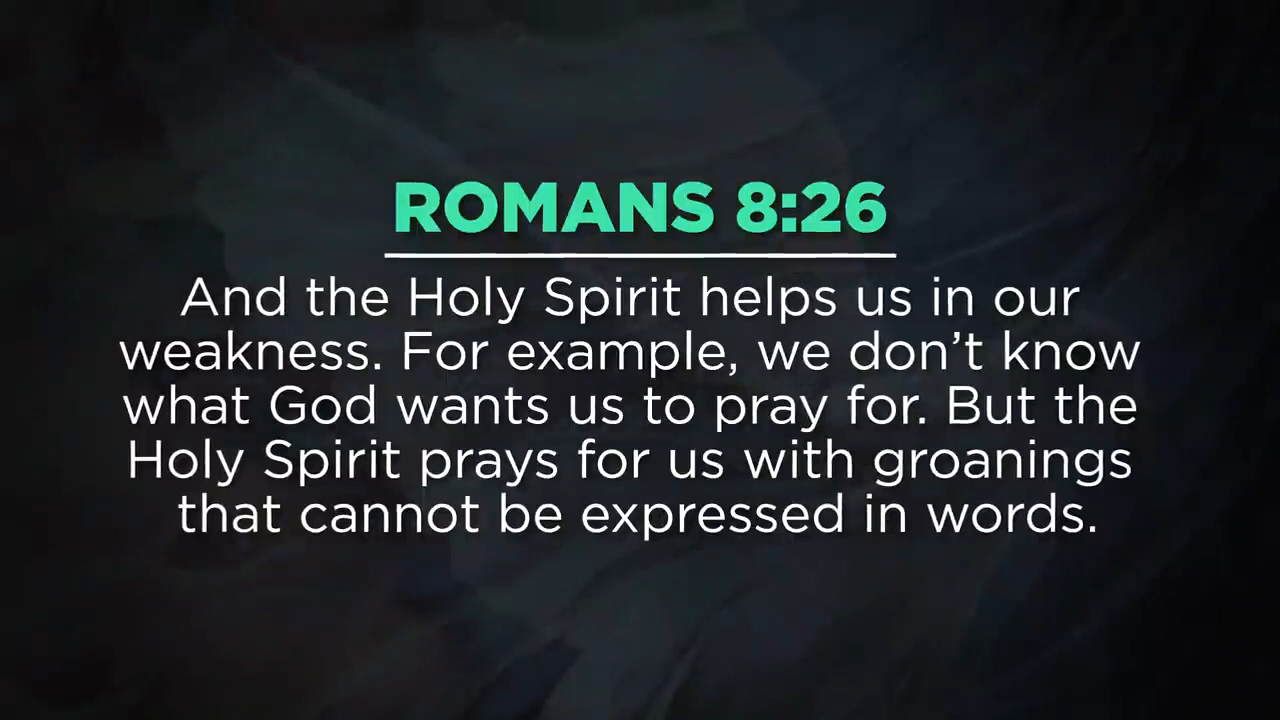 ROMANS 8:26
And the Holy Spirit helps us in our
weakness. For example, we don’t know
what God wants us to pray for. But the
Holy Spirit prays for us with groanings
that cannot be expressed in words.